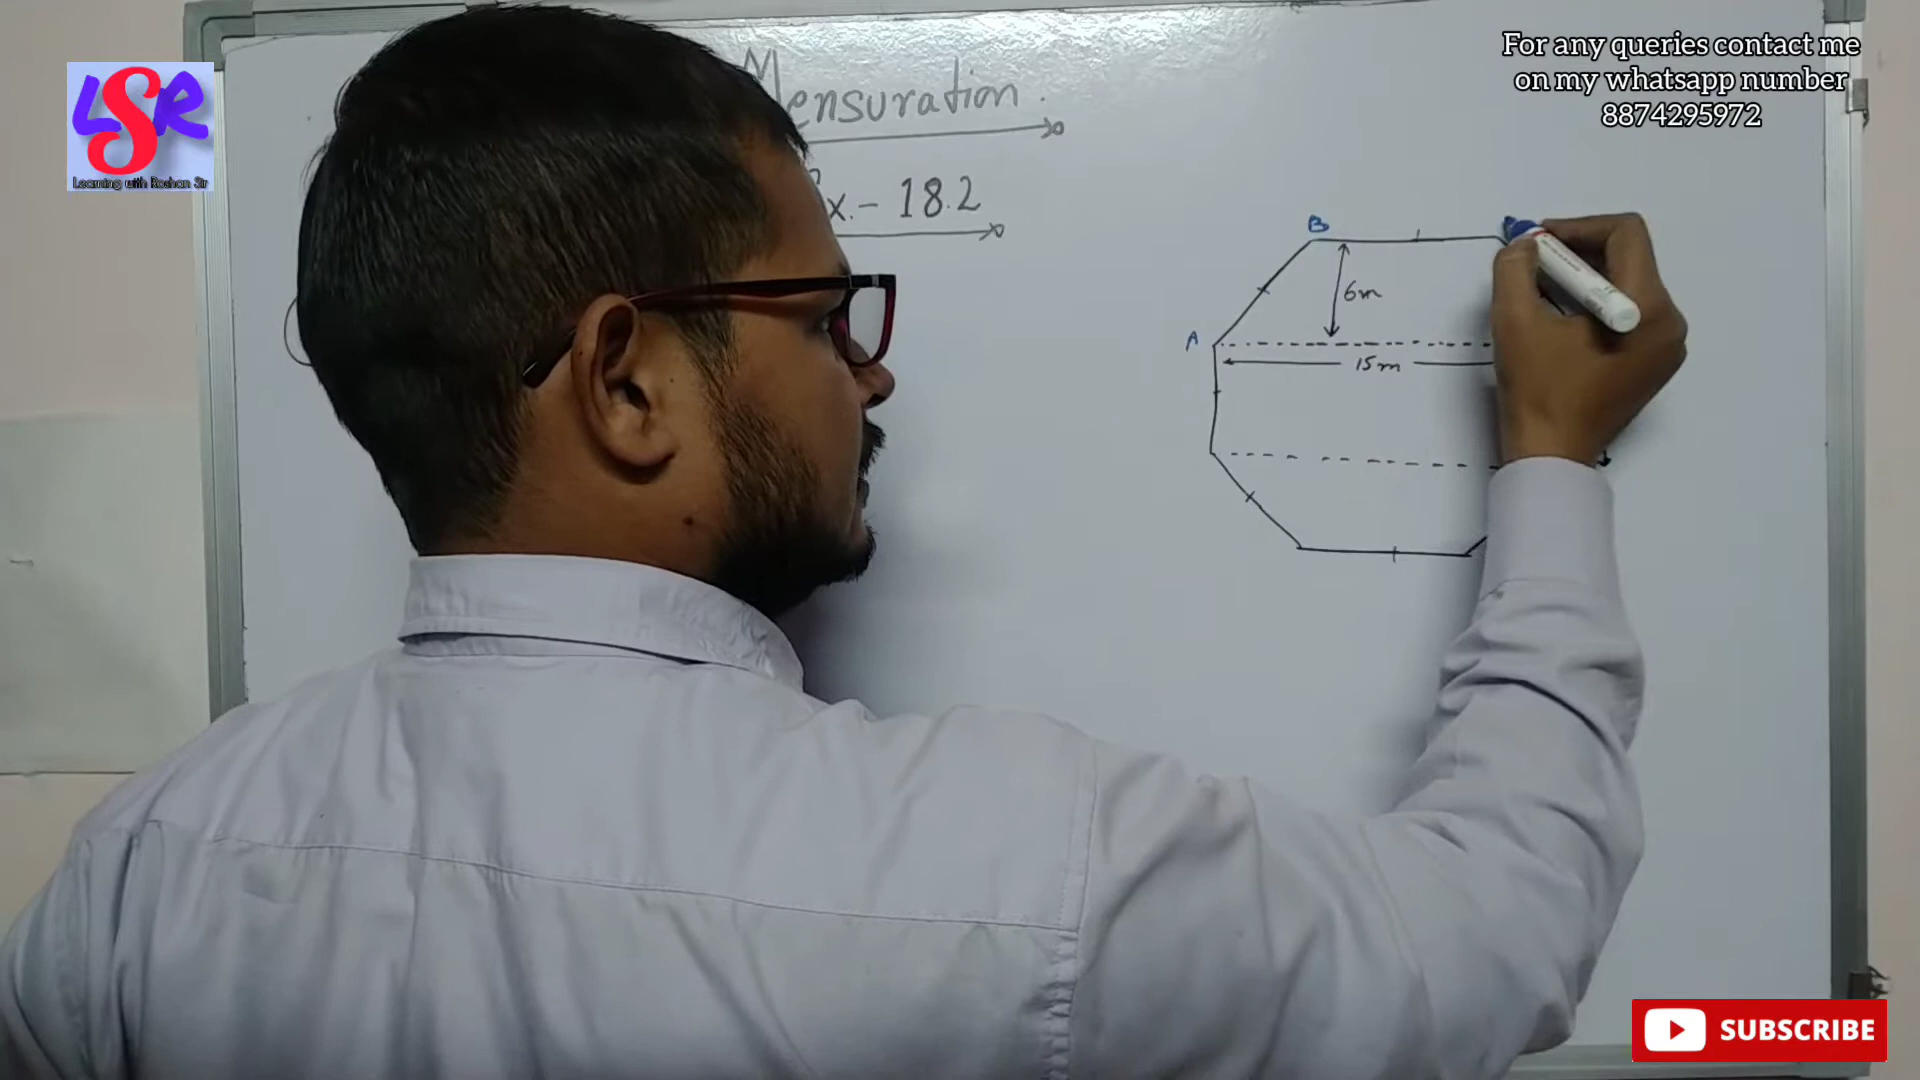 LSR
Learning with Roshan Sir
For any queries contact me
on my whatsapp number
8874295972
Mensuration.
x. - 18.2
B
6m
A
15m
SUBSCRIBE